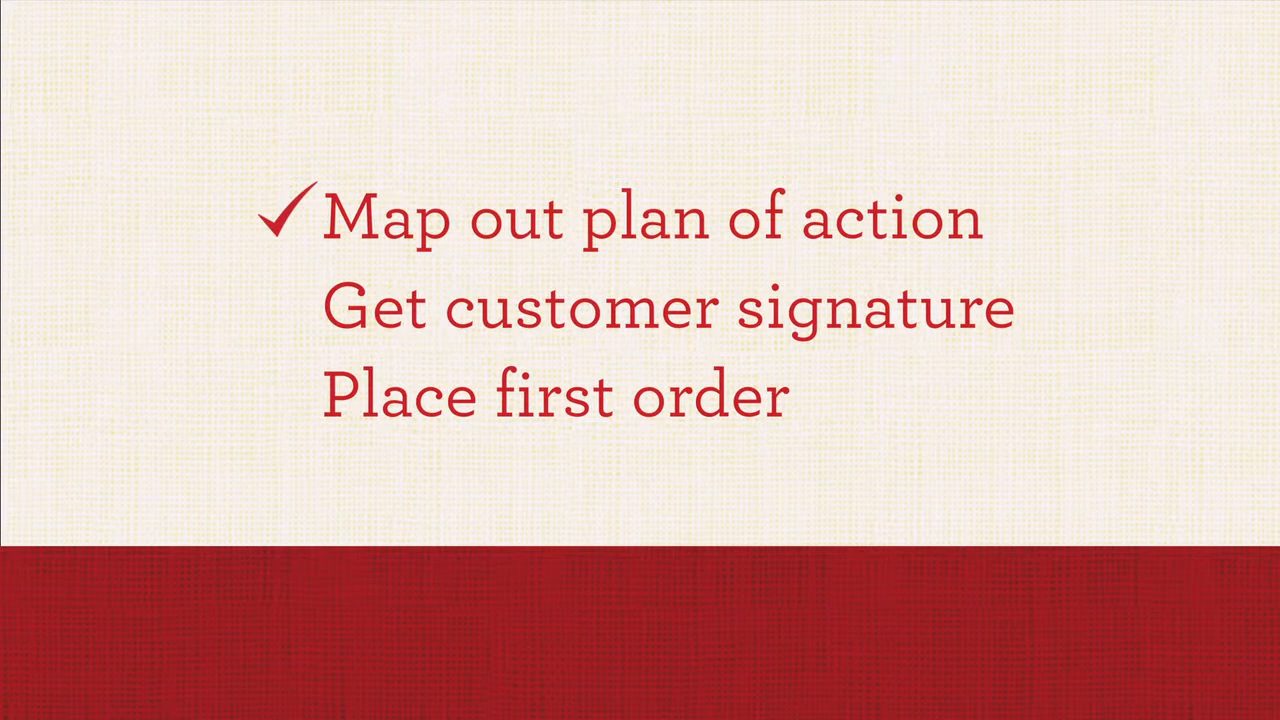 Map out plan of action
Get customer signature
Place first order